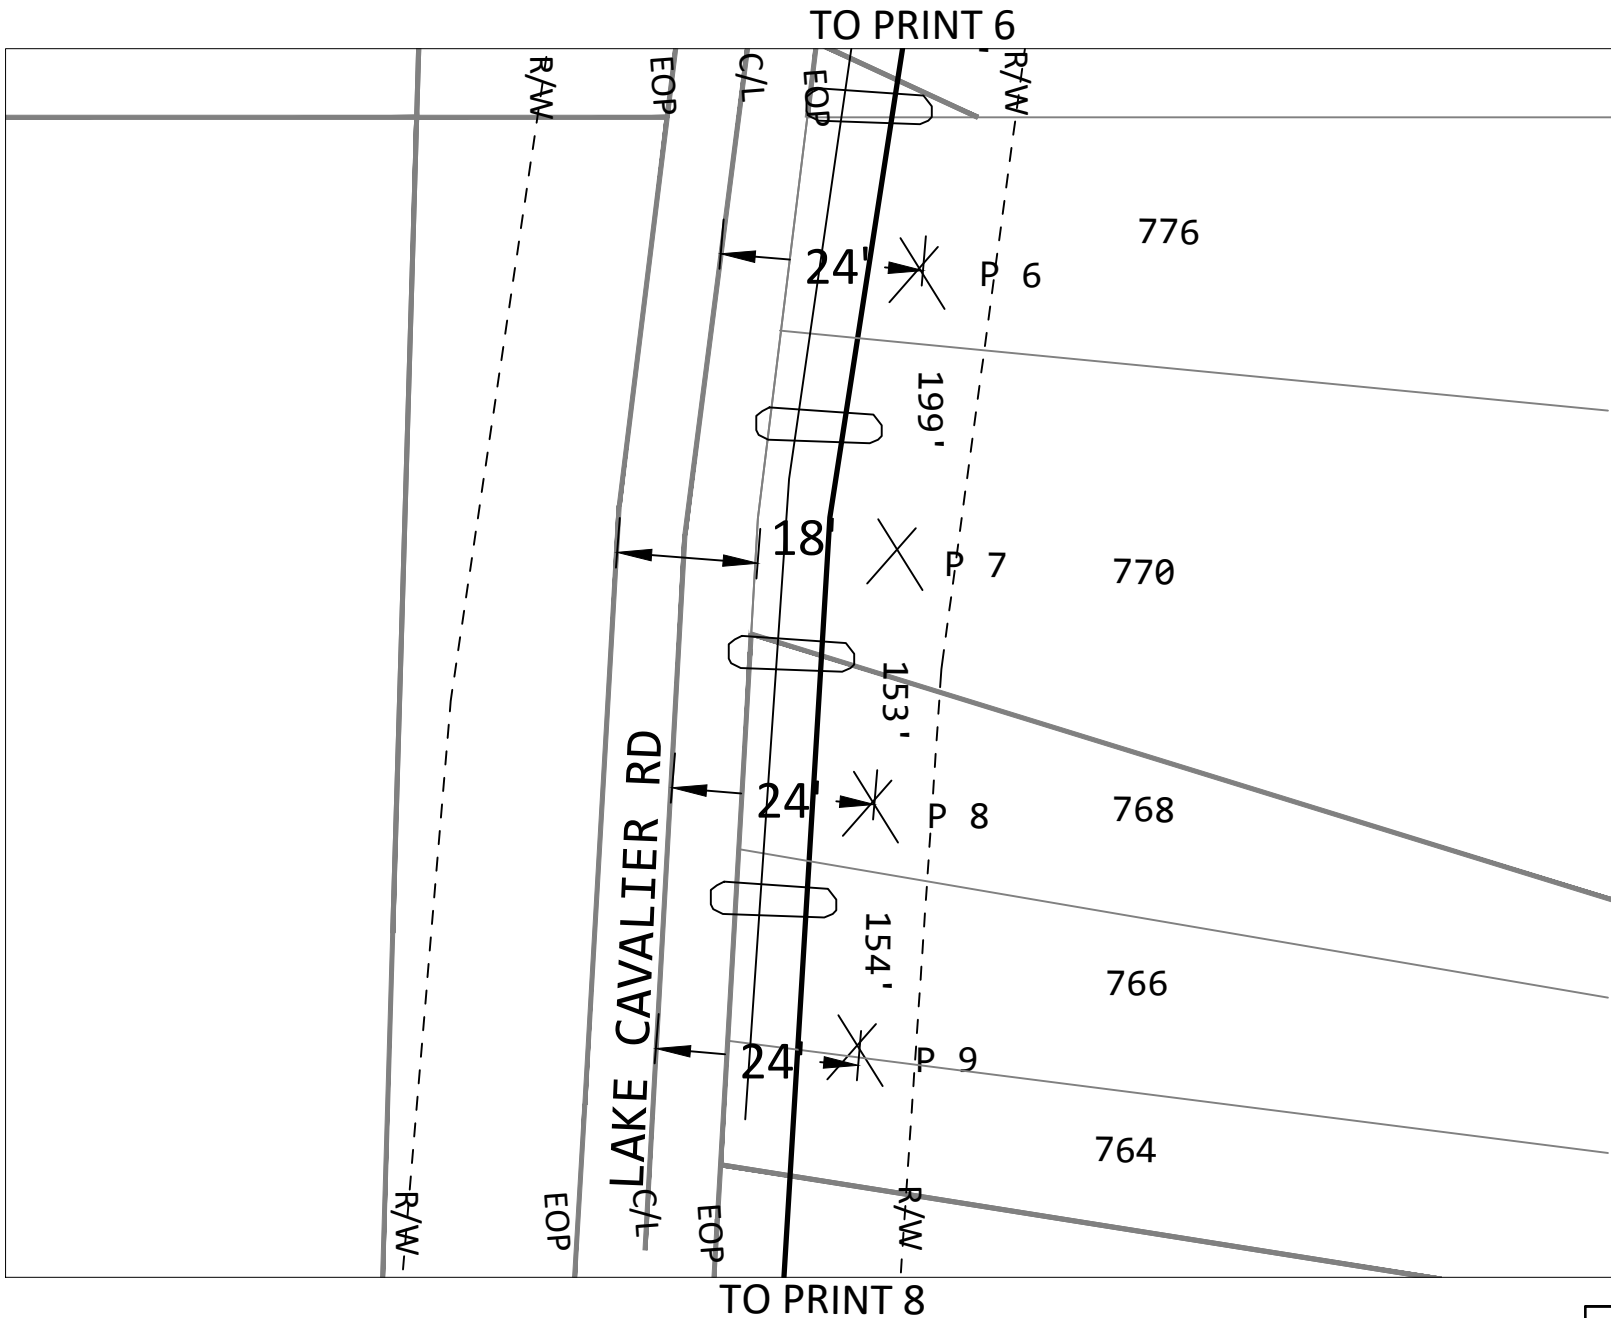 TO PRINT 6
R/W
EOP
C/L
EOP
R/W
776
24'
P 6
199'
18'
P 7
770
153'
24'
P 8
768
LAKE CAVALIER RD
154'
766
24'
P 9
764
R/W
EOP
C/L
EOP
R/W
TO PRINT 8